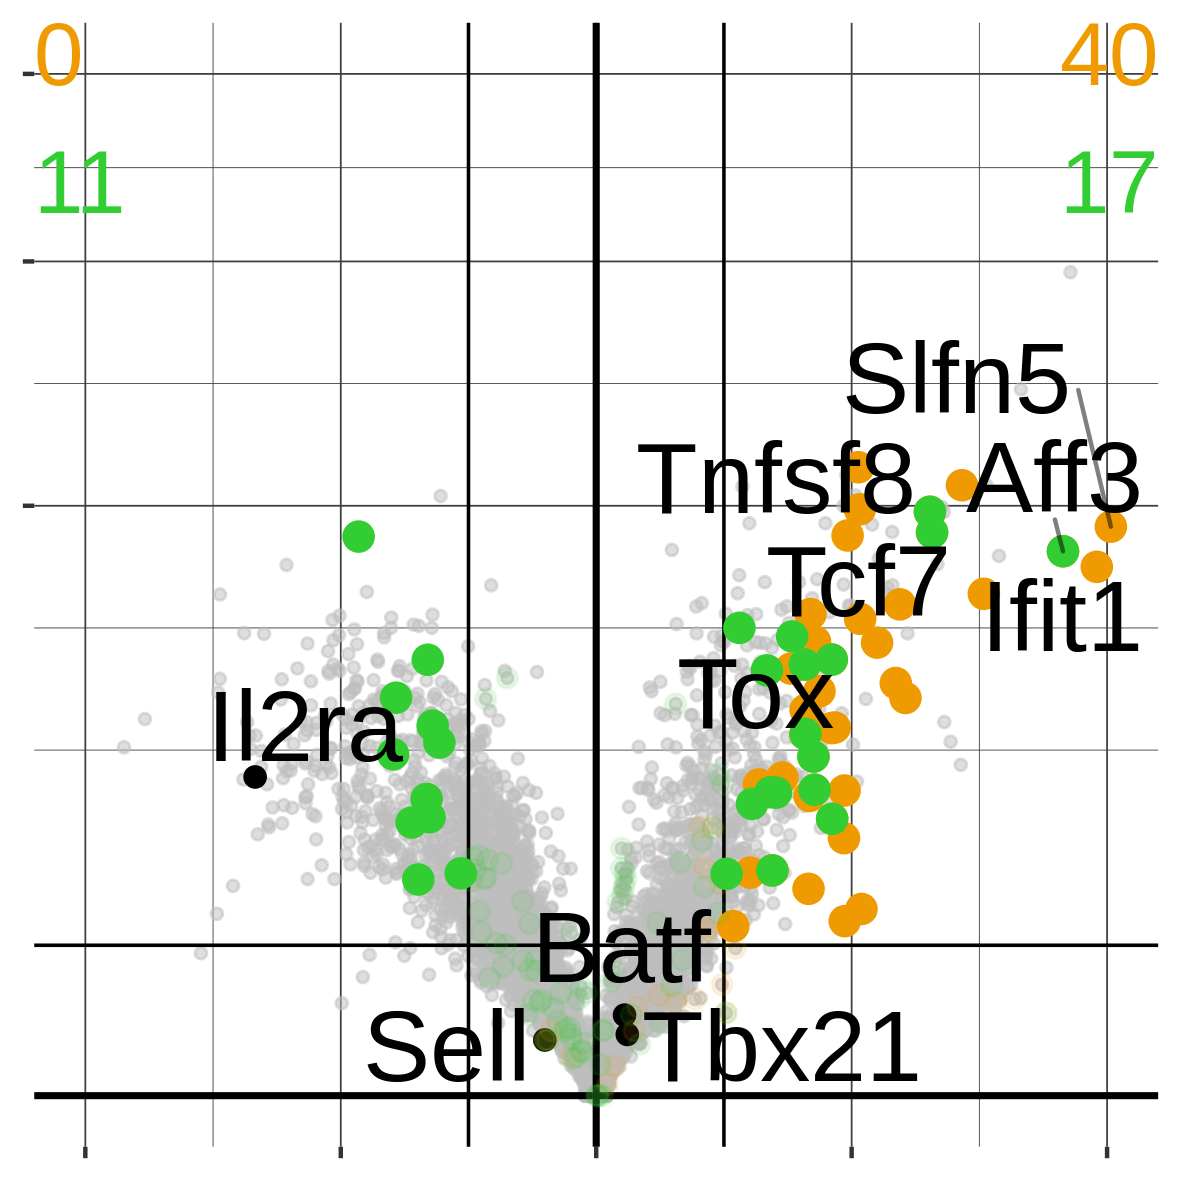 0 40
11 17
Slfn5
Tnfsf8 Aff3
Tcf7
Ifit1
Tox
Il2ra
Batf
Sell Tbx21